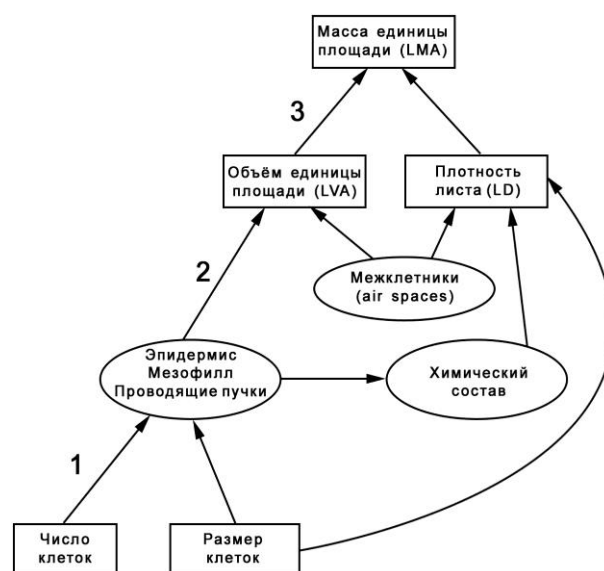 Масса единицы
площади (LMA)
3
Объём единицы
площади (LVA)
Плотность
листа (LD)
2
Межклетники
(air spaces)
Эпидермис
Мезофилл
Проводящие пучки
Химический
состав
1
Число
клеток
Размер
клеток